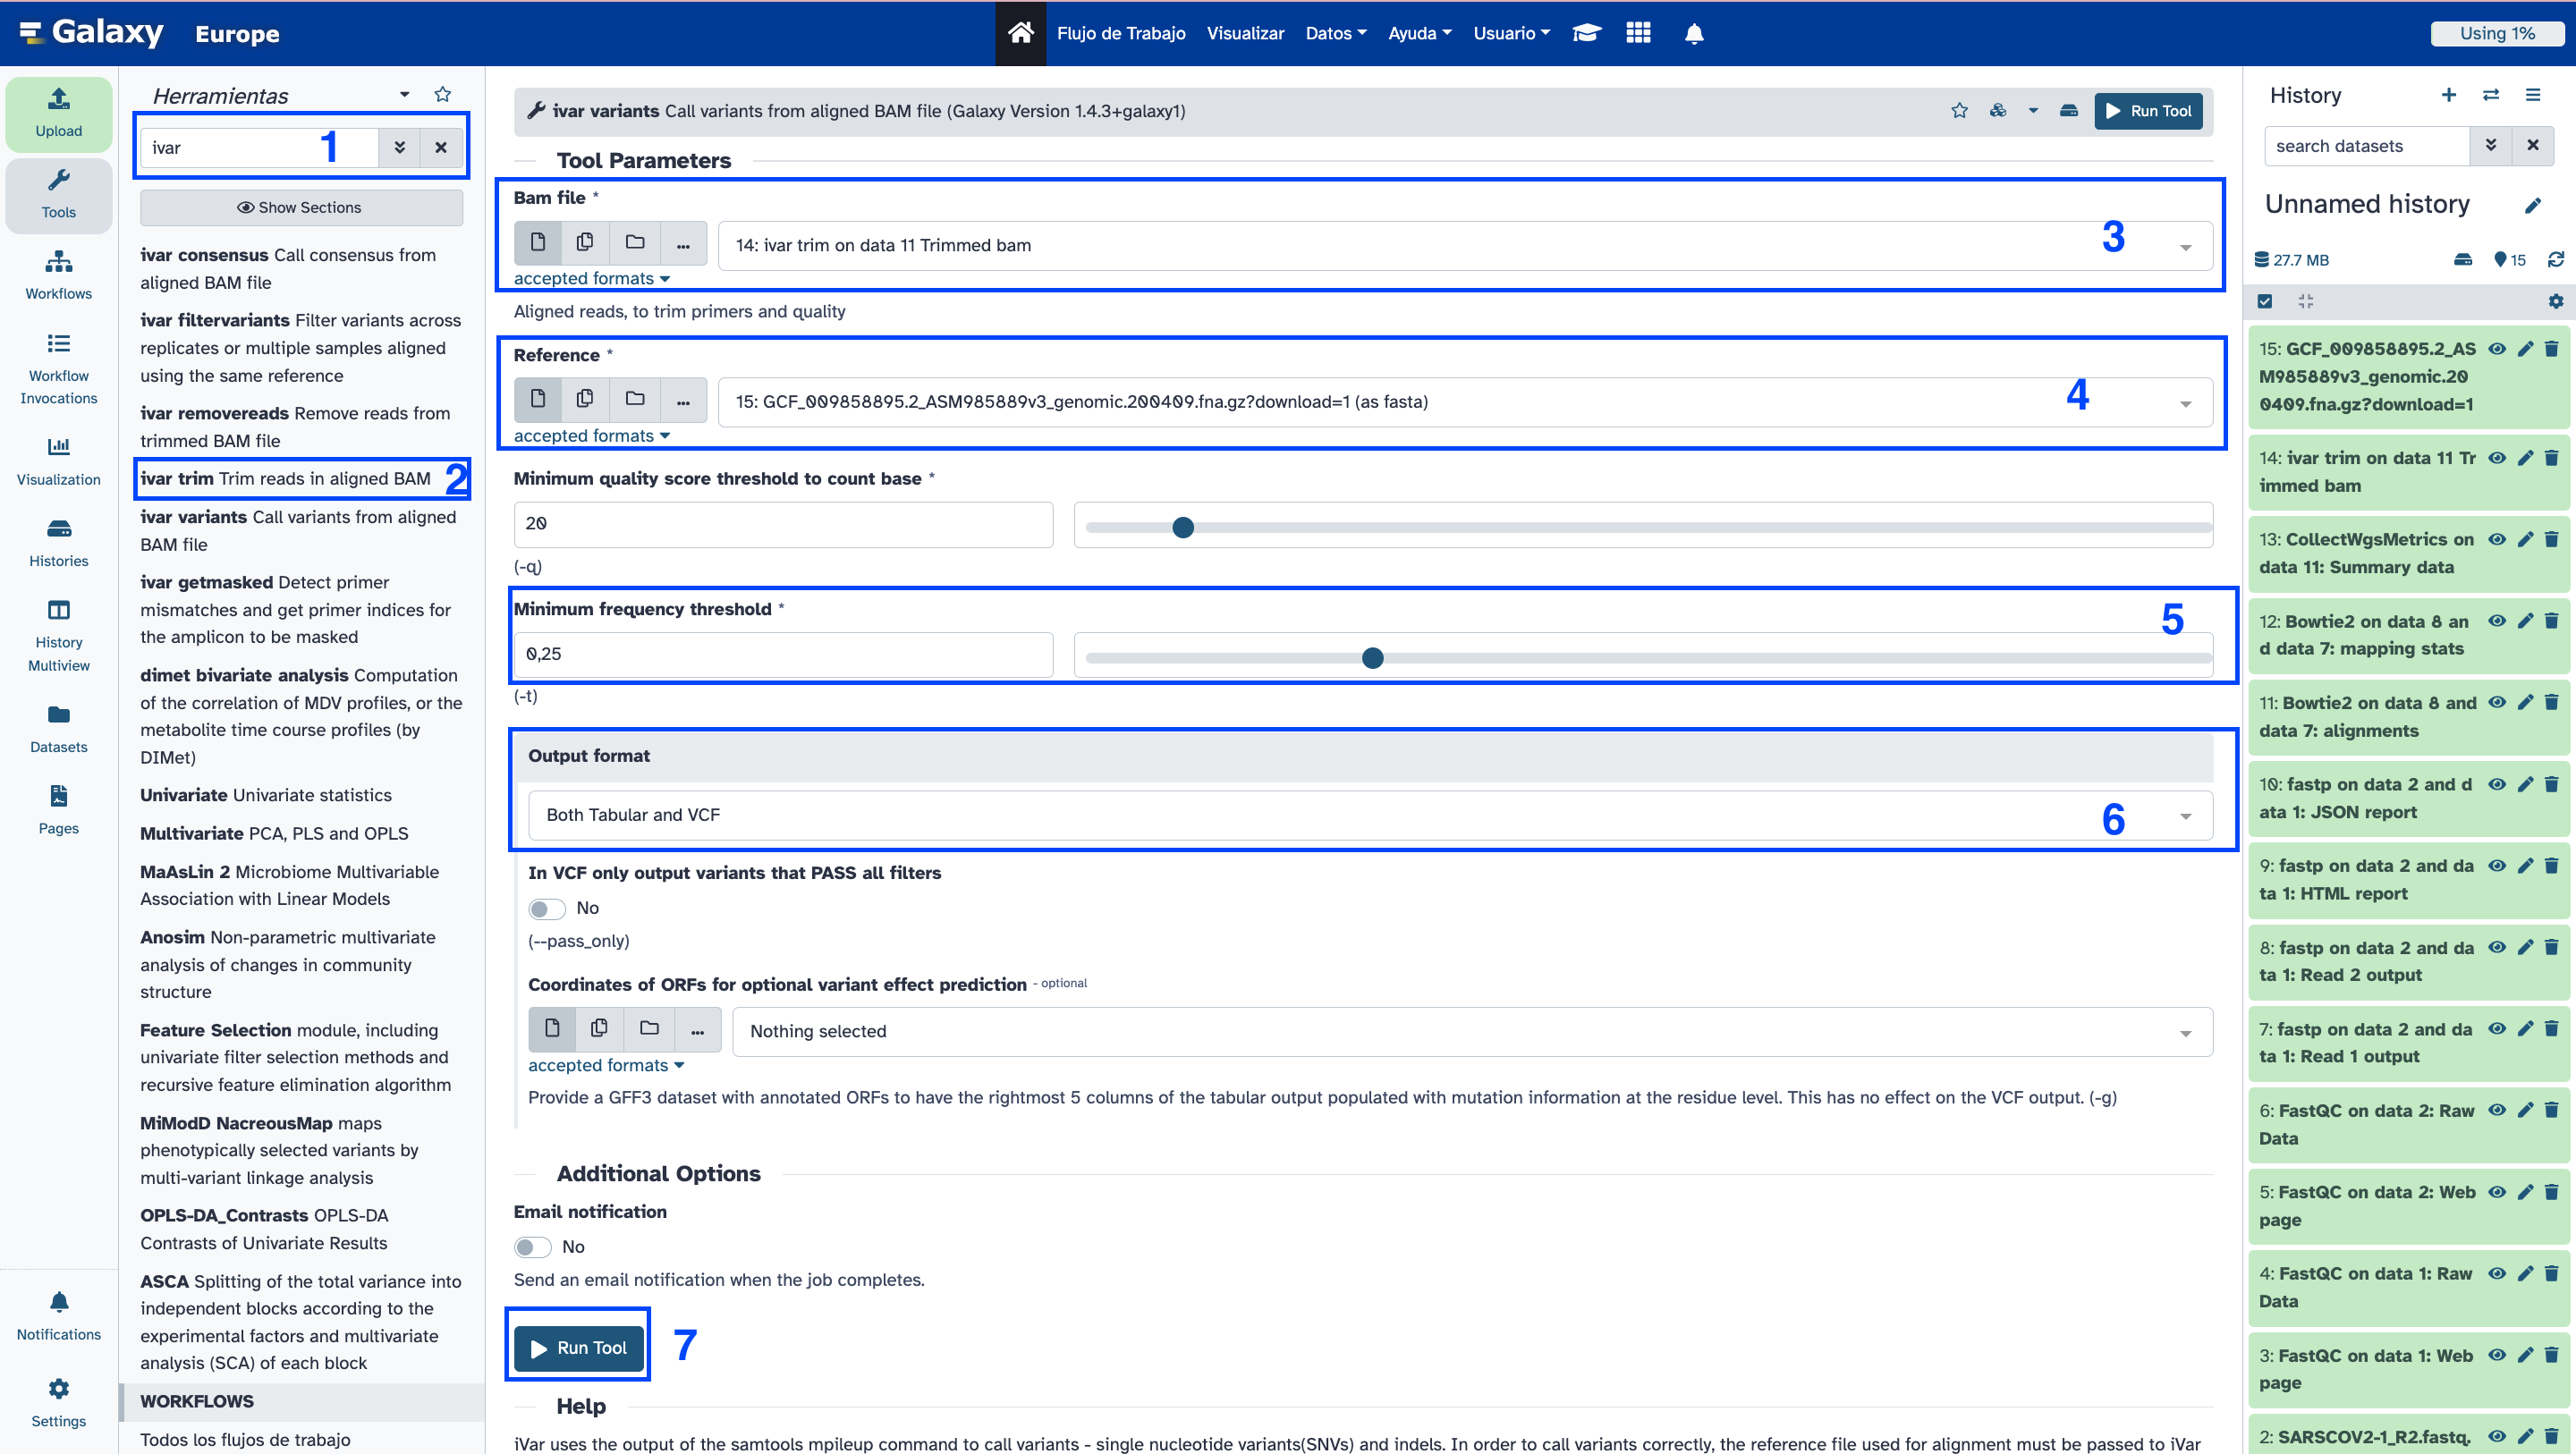 Galaxy Europe
Flujo de Trabajo Visualizar Datos Ayuda Usuario
Using 1%
Upload
Tools
Workflows
Workflow
Invocations
Visualization
Histories
History
Multiview
Datasets
Pages
Notifications
Settings
Herramientas
ivar 1
Show Sections
ivar consensus Call consensus from
aligned BAM file
ivar filtervariants Filter variants across
replicates or multiple samples aligned
using the same reference
ivar removereads Remove reads from
trimmed BAM file
ivar trim Trim reads in aligned BAM 2
ivar variants Call variants from aligned
BAM file
ivar getmasked Detect primer
mismatches and get primer indices for
the amplicon to be masked
dimet bivariate analysis Computation
of the correlation of MDV profiles, or the
metabolite time course profiles (by
DIMet)
Univariate Univariate statistics
Multivariate PCA, PLS and OPLS
MaAsLin 2 Microbiome Multivariable
Association with Linear Models
Anosim Non-parametric multivariate
analysis of changes in community
structure
Feature Selection module, including
univariate filter selection methods and
recursive feature elimination algorithm
MiModD NacreousMap maps
phenotypically selected variants by
multi-variant linkage analysis
OPLS-DA_Contrasts OPLS-DA
Contrasts of Univariate Results
ASCA Splitting of the total variance into
independent blocks according to the
experimental factors and multivariate
analysis (SCA) of each block
WORKFLOWS
Todos los flujos de trabajo
ivar variants Call variants from aligned BAM file (Galaxy Version 1.4.3+galaxy1)
Run Tool
Tool Parameters
Bam file *
14: ivar trim on data 11 Trimmed bam 3
accepted formats
Aligned reads, to trim primers and quality
Reference *
15: GCF_009858895.2_ASM985889v3_genomic.200409.fna.gz?download=1 (as fasta) 4
accepted formats
Minimum quality score threshold to count base *
20
(-q)
Minimum frequency threshold * 5
0,25
(-t)
Output format
Both Tabular and VCF 6
In VCF only output variants that PASS all filters
No
(--pass_only)
Coordinates of ORFs for optional variant effect prediction - optional
Nothing selected
accepted formats
Provide a GFF3 dataset with annotated ORFs to have the rightmost 5 columns of the tabular output populated with mutation information at the residue level. This has no effect on the VCF output. (-g)
Additional Options
Email notification
No
Send an email notification when the job completes.
Run Tool 7
Help
iVar uses the output of the samtools mpileup command to call variants - single nucleotide variants(SNVs) and indels. In order to call variants correctly, the reference file used for alignment must be passed to iVar
History
search datasets
Unnamed history
27.7 MB 15
15: GCF_009858895.2_AS
M985889v3_genomic.20
0409.fna.gz?download=1
14: ivar trim on data 11 Tr
immed bam
13: CollectWgsMetrics on
data 11: Summary data
12: Bowtie2 on data 8 an
d data 7: mapping stats
11: Bowtie2 on data 8 and
data 7: alignments
10: fastp on data 2 and d
ata 1: JSON report
9: fastp on data 2 and da
ta 1: HTML report
8: fastp on data 2 and da
ta 1: Read 2 output
7: fastp on data 2 and da
ta 1: Read 1 output
6: FastQC on data 2: Raw
Data
5: FastQC on data 2: Web
page
4: FastQC on data 1: Raw
Data
3: FastQC on data 1: Web
page
2: SARSCOV2-1_R2.fastq.